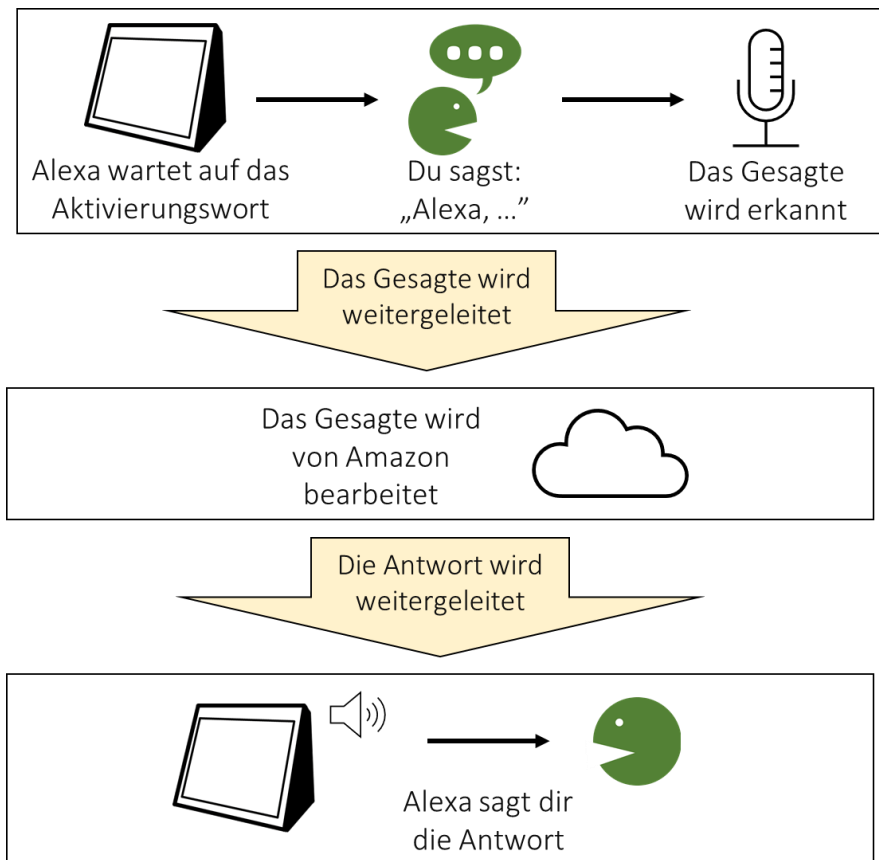 Alexa wartet auf das
Aktivierungswort
Du sagst:
„Alexa, ..."
Das Gesagte
wird erkannt
Das Gesagte wird
weitergeleitet
Das Gesagte wird
von Amazon
bearbeitet
Die Antwort wird
weitergeleitet
Alexa sagt dir
die Antwort